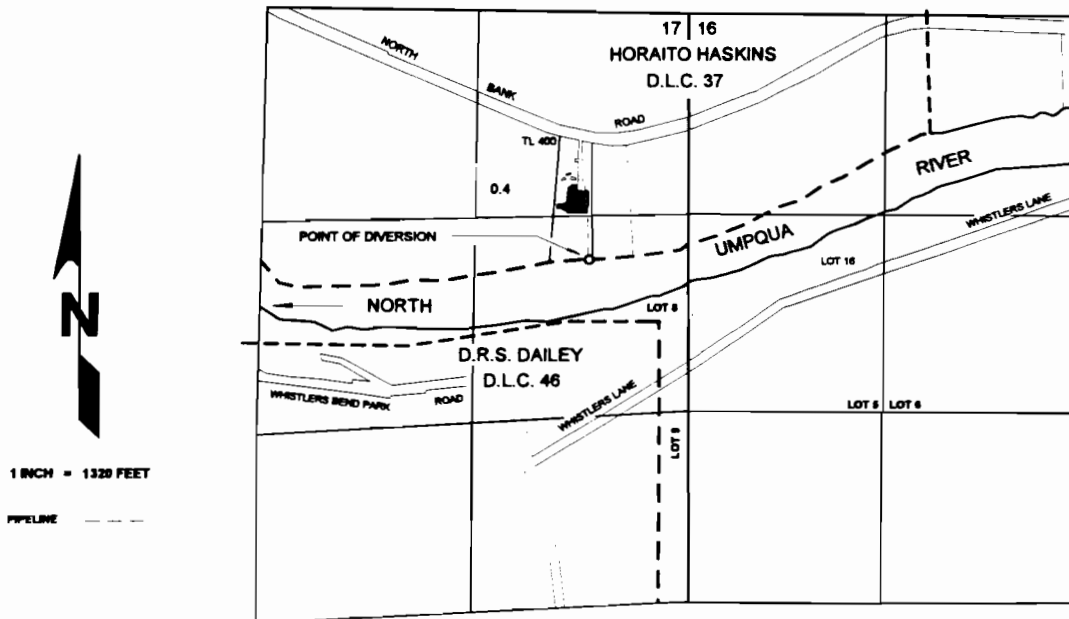 17 16
HORAITO HASKINS
D.L.C. 37
NORTH
BANK
ROAD
TL 400
0.4
RIVER
WHISTLERS LANE
POINT OF DIVERSION
UMPQUA
LOT 16
N
NORTH
LOT 8
D.R.S. DAILEY
D.L.C. 46
WHISTLERS BEND PARK
ROAD
WHISTLERS LANE
LOT 5 LOT 6
LOT 9
1 INCH = 1320 FEET
PIPELINE